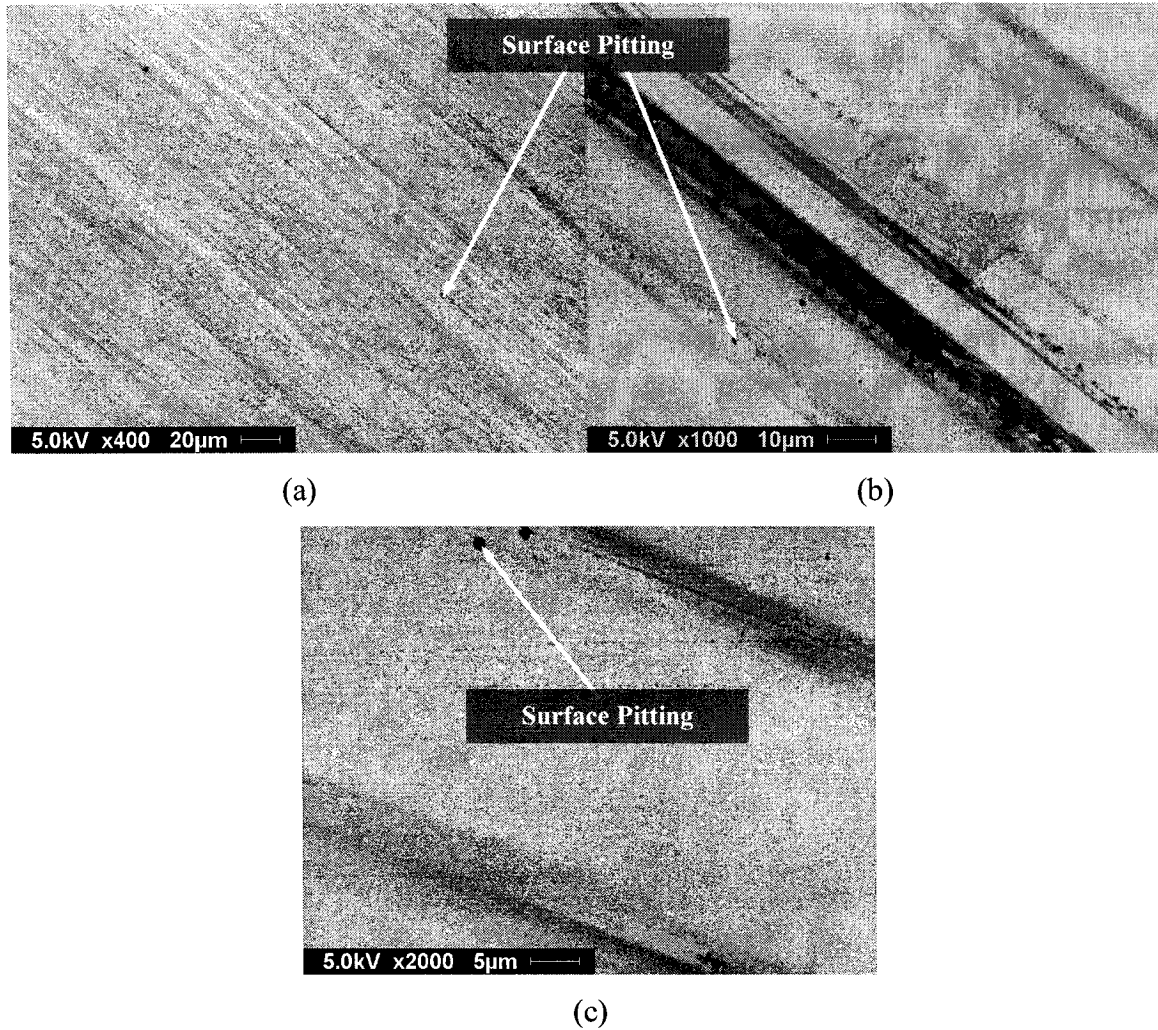 Surface Pitting
5.0kV x400 20µm
5.0kV x1000 10µm
(a)
(b)
Surface Pitting
5.0kV x2000 5µm
(c)